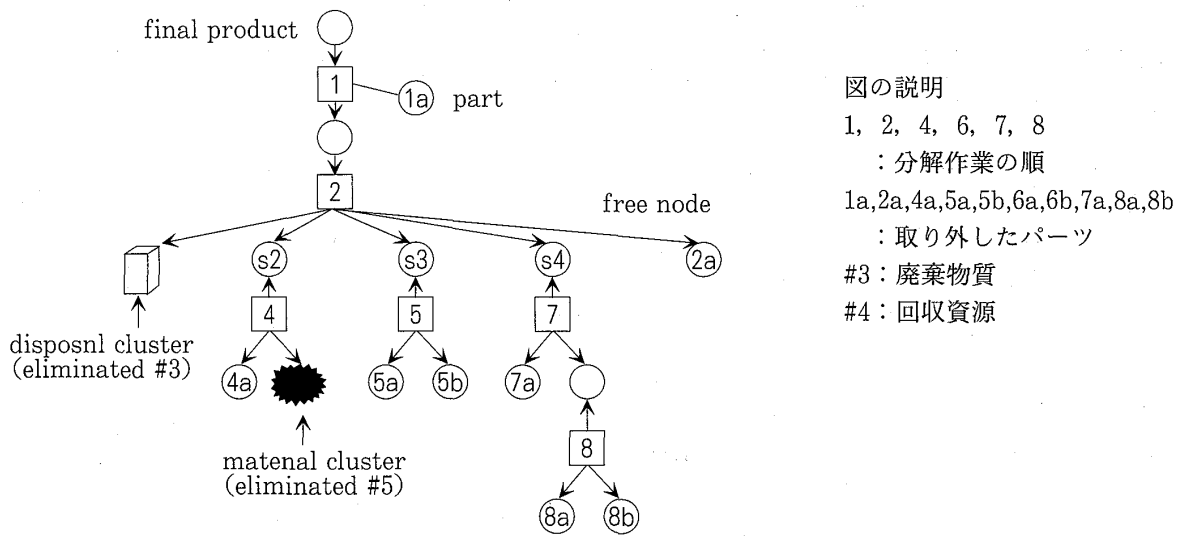 final product
1
1a
part
2
free node
s2
s3
s4
2a
4
5
7
disposnl cluster
(eliminated #3)
4a
5a
5b
7a
matenal cluster
(eliminated #5)
8
8a
8b
図の説明
1, 2, 4, 6, 7, 8
：分解作業の順
1a,2a,4a,5a,5b,6a,6b,7a,8a,8b
：取り外したパーツ
#3：廃棄物質
#4：回収資源